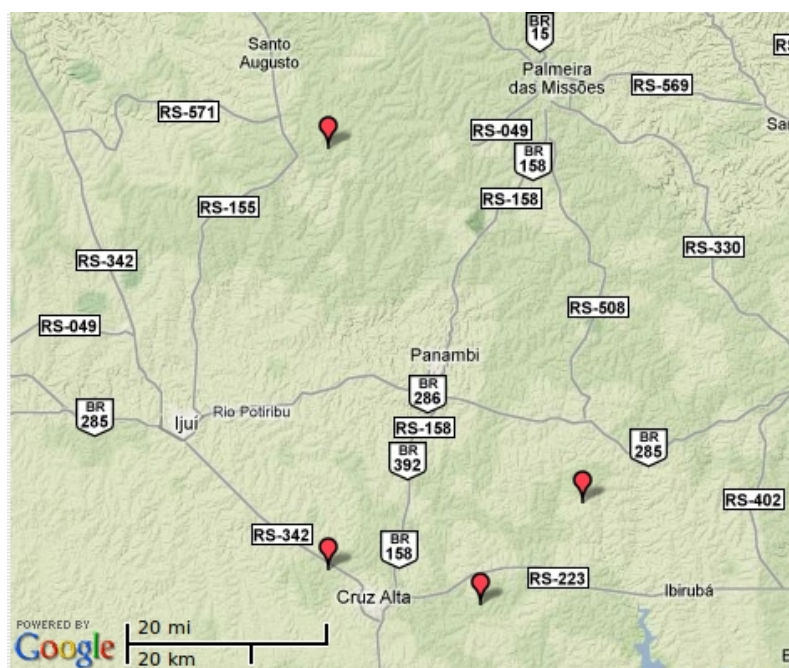 BR
15
RS
Santo
Augusto
Palmeira
das Missões
RS-569
RS-571
RS-049
Sa
BR
158
RS-155
RS-158
RS-342
RS-330
RS-049
RS-508
Panambi
BR
286
Rio Potiribu
BR
285
Ijuí
RS-158
BR
285
BR
392
RS-402
RS-342
BR
158
RS-223
Cruz Alta
Ibirubá
POWERED BY
Google
20 mi
20 km
E